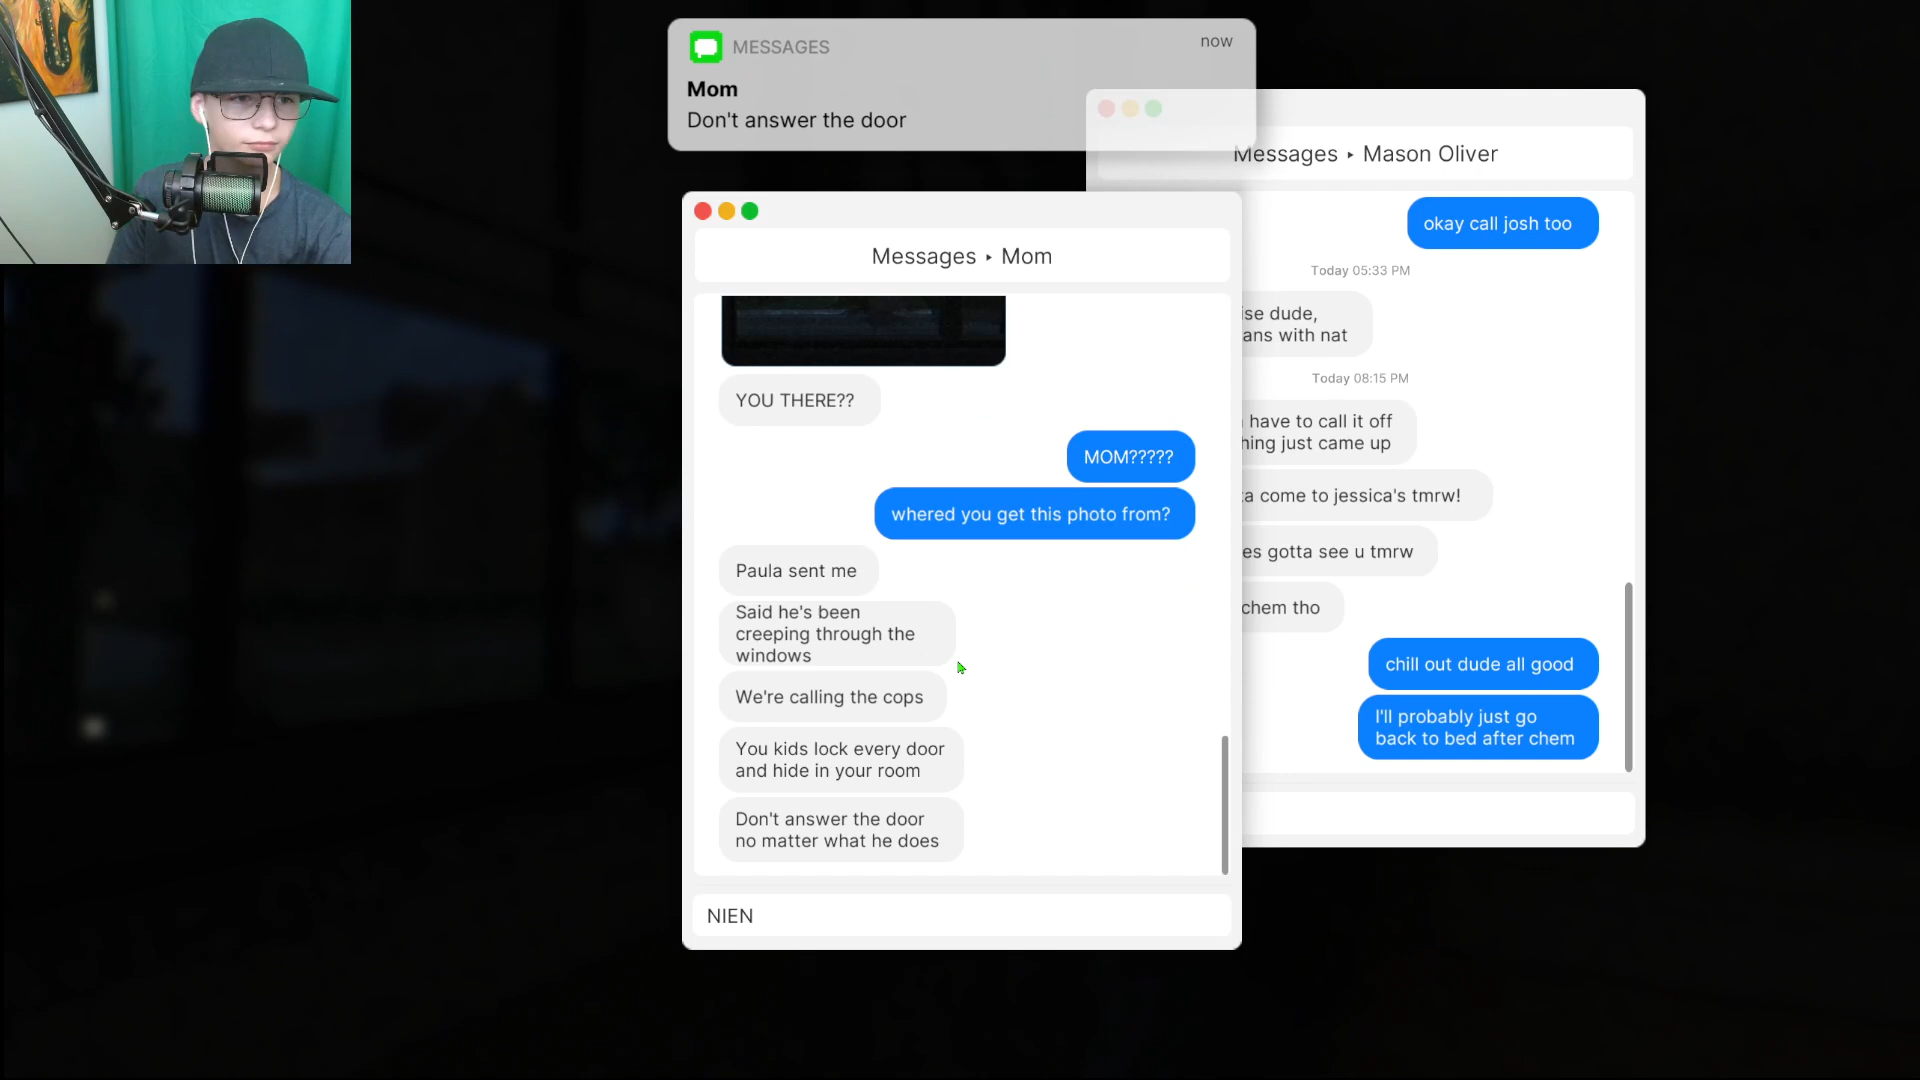 MESSAGES
now
Mom
Don't answer the door
Messages ‣ Mason Oliver
okay call josh too
Today 05:33 PM
dude,
with nat
Today 08:15 PM
have to call it off
just came up
come to jessica's tmrw!
gotta see u tmrw
chem tho
chill out dude all good
I'll probably just go
back to bed after chem
Messages ‣ Mom
YOU THERE??
MOM?????
whered you get this photo from?
Paula sent me
Said he's been
creeping through the
windows
We're calling the cops
You kids lock every door
and hide in your room
Don't answer the door
no matter what he does
NIEN